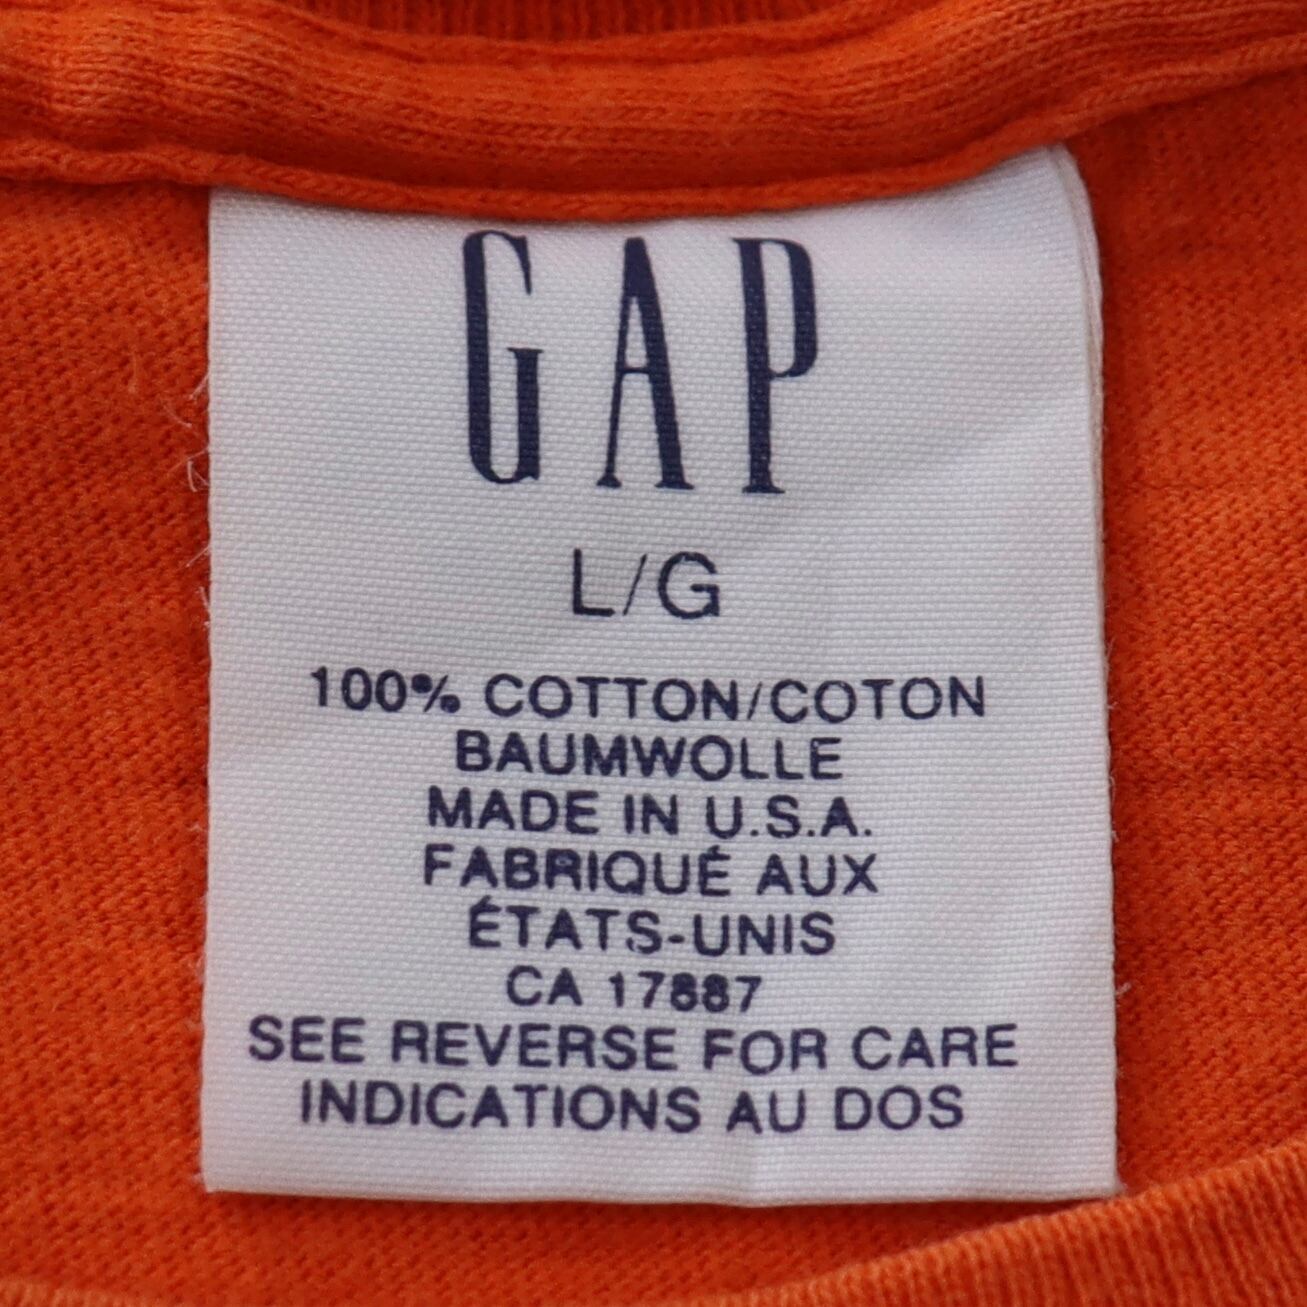 GAP
L/G
100% COTTON/COTON
BAUMWOLLE
MADE IN U.S.A.
FABRIQUÉ AUX
ÉTATS-UNIS
CA 17887
SEE REVERSE FOR CARE
INDICATIONS AU DOS